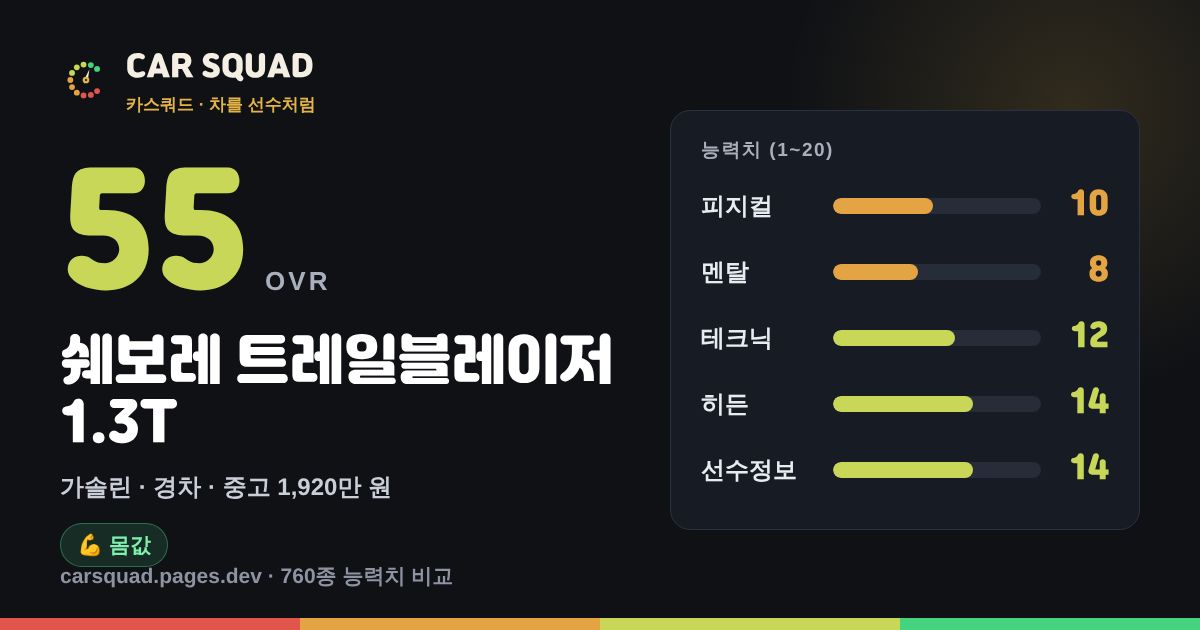 CAR SQUAD
카스쿼드 · 차를 선수처럼
55 OVR
쉐보레 트레일블레이저
1.3T
가솔린 · 경차 · 중고 1,920만 원
💪 몸값
carsquad.pages.dev · 760종 능력치 비교
능력치 (1~20)
피지컬 10
멘탈 8
테크닉 12
히든 14
선수정보 14